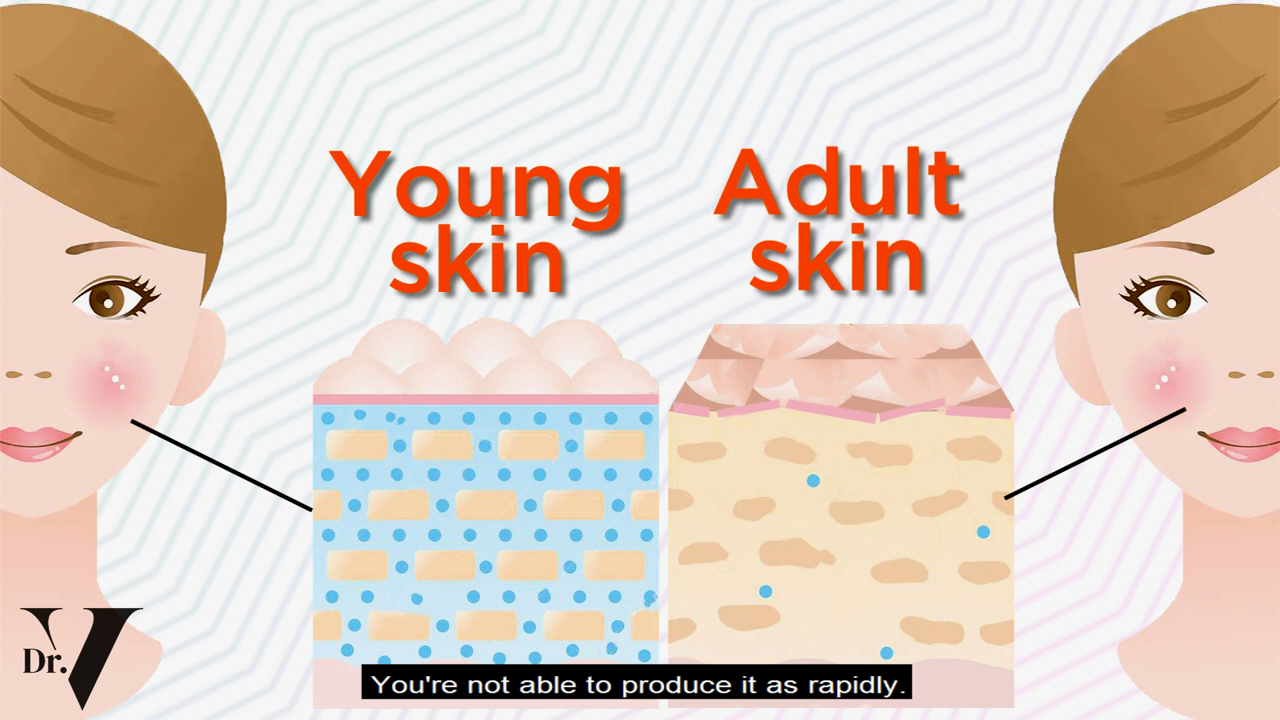 Young
skin
Adult
skin
Dr. V
You're not able to produce it as rapidly.